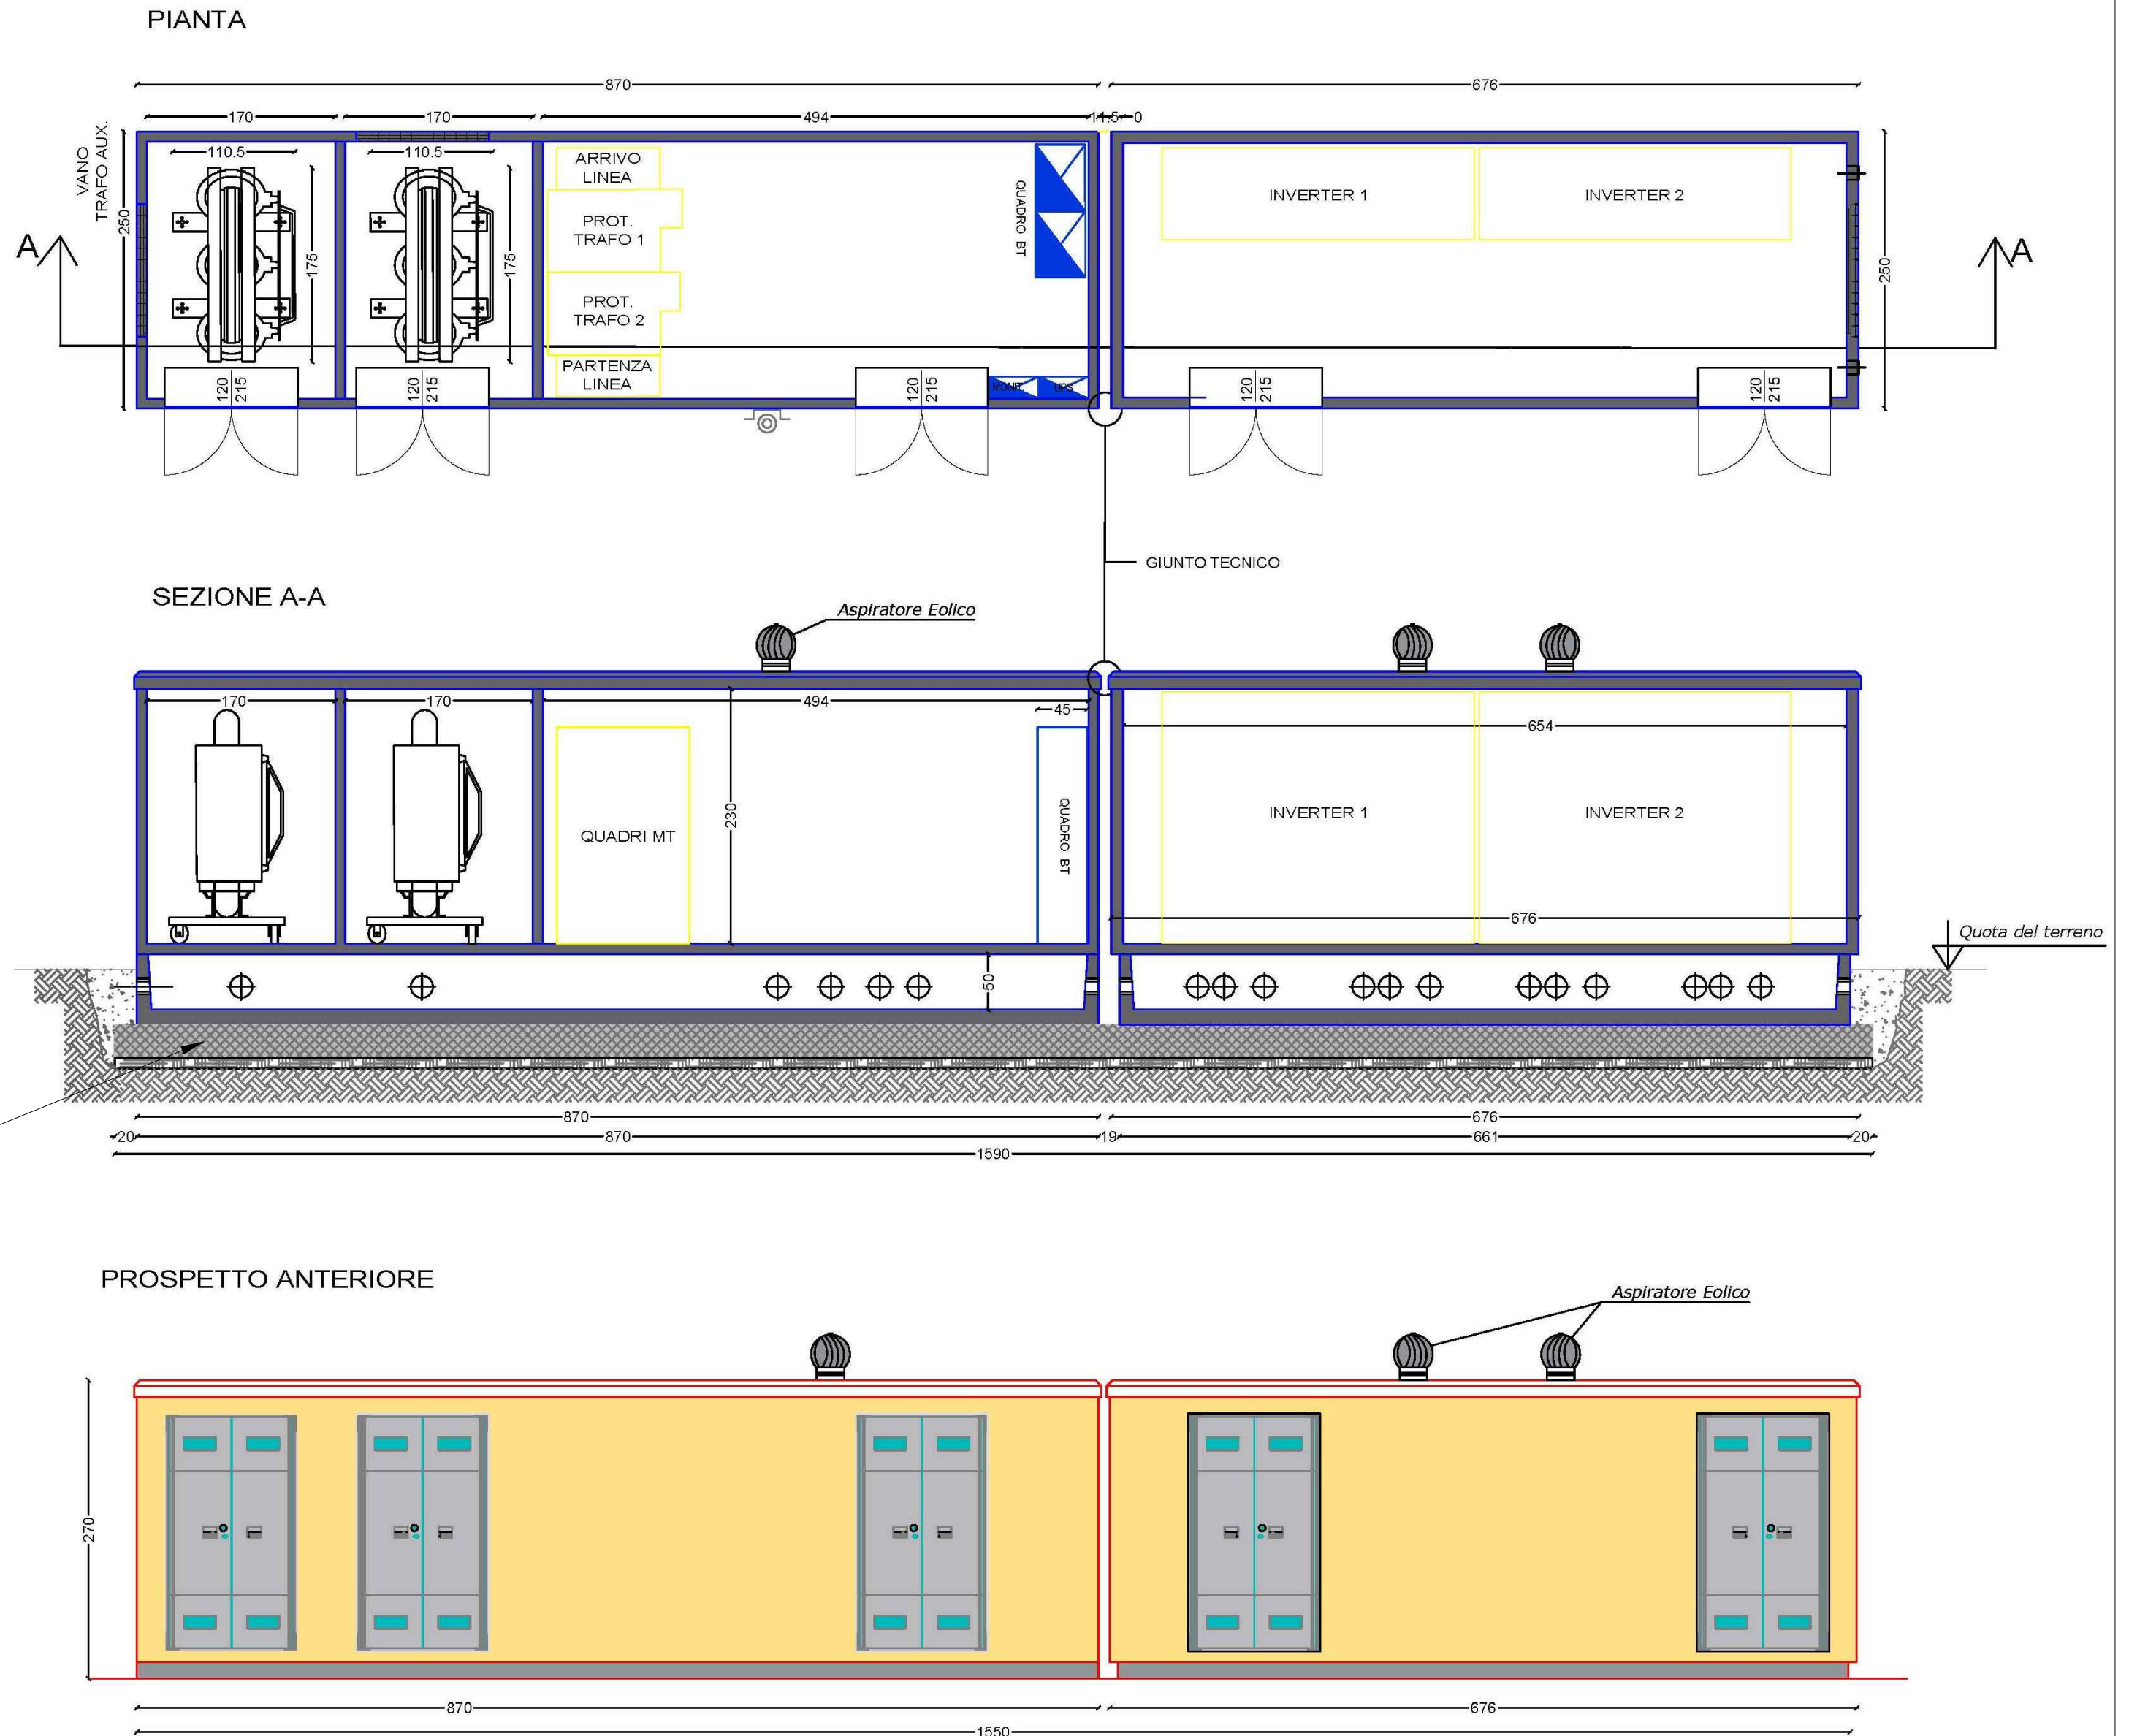 PIANTA
870
676
170
170
494
11.5
0
VANO
TRAFO AUX.
110.5
110.5
ARRIVO
LINEA
QUADRO BT
INVERTER 1
INVERTER 2
PROT.
TRAFO 1
A
250
175
175
250
A
PROT.
TRAFO 2
PARTENZA
LINEA
120
215
120
215
120
215
MONIT.
UPS
120
215
120
215
GIUNTO TECNICO
SEZIONE A-A
Aspiratore Eolico
170
170
494
45
654
230
QUADRI MT
QUADRO BT
INVERTER 1
INVERTER 2
676
Quota del terreno
50
870
676
20
870
19
661
20
1590
PROSPETTO ANTERIORE
Aspiratore Eolico
270
870
676
1550